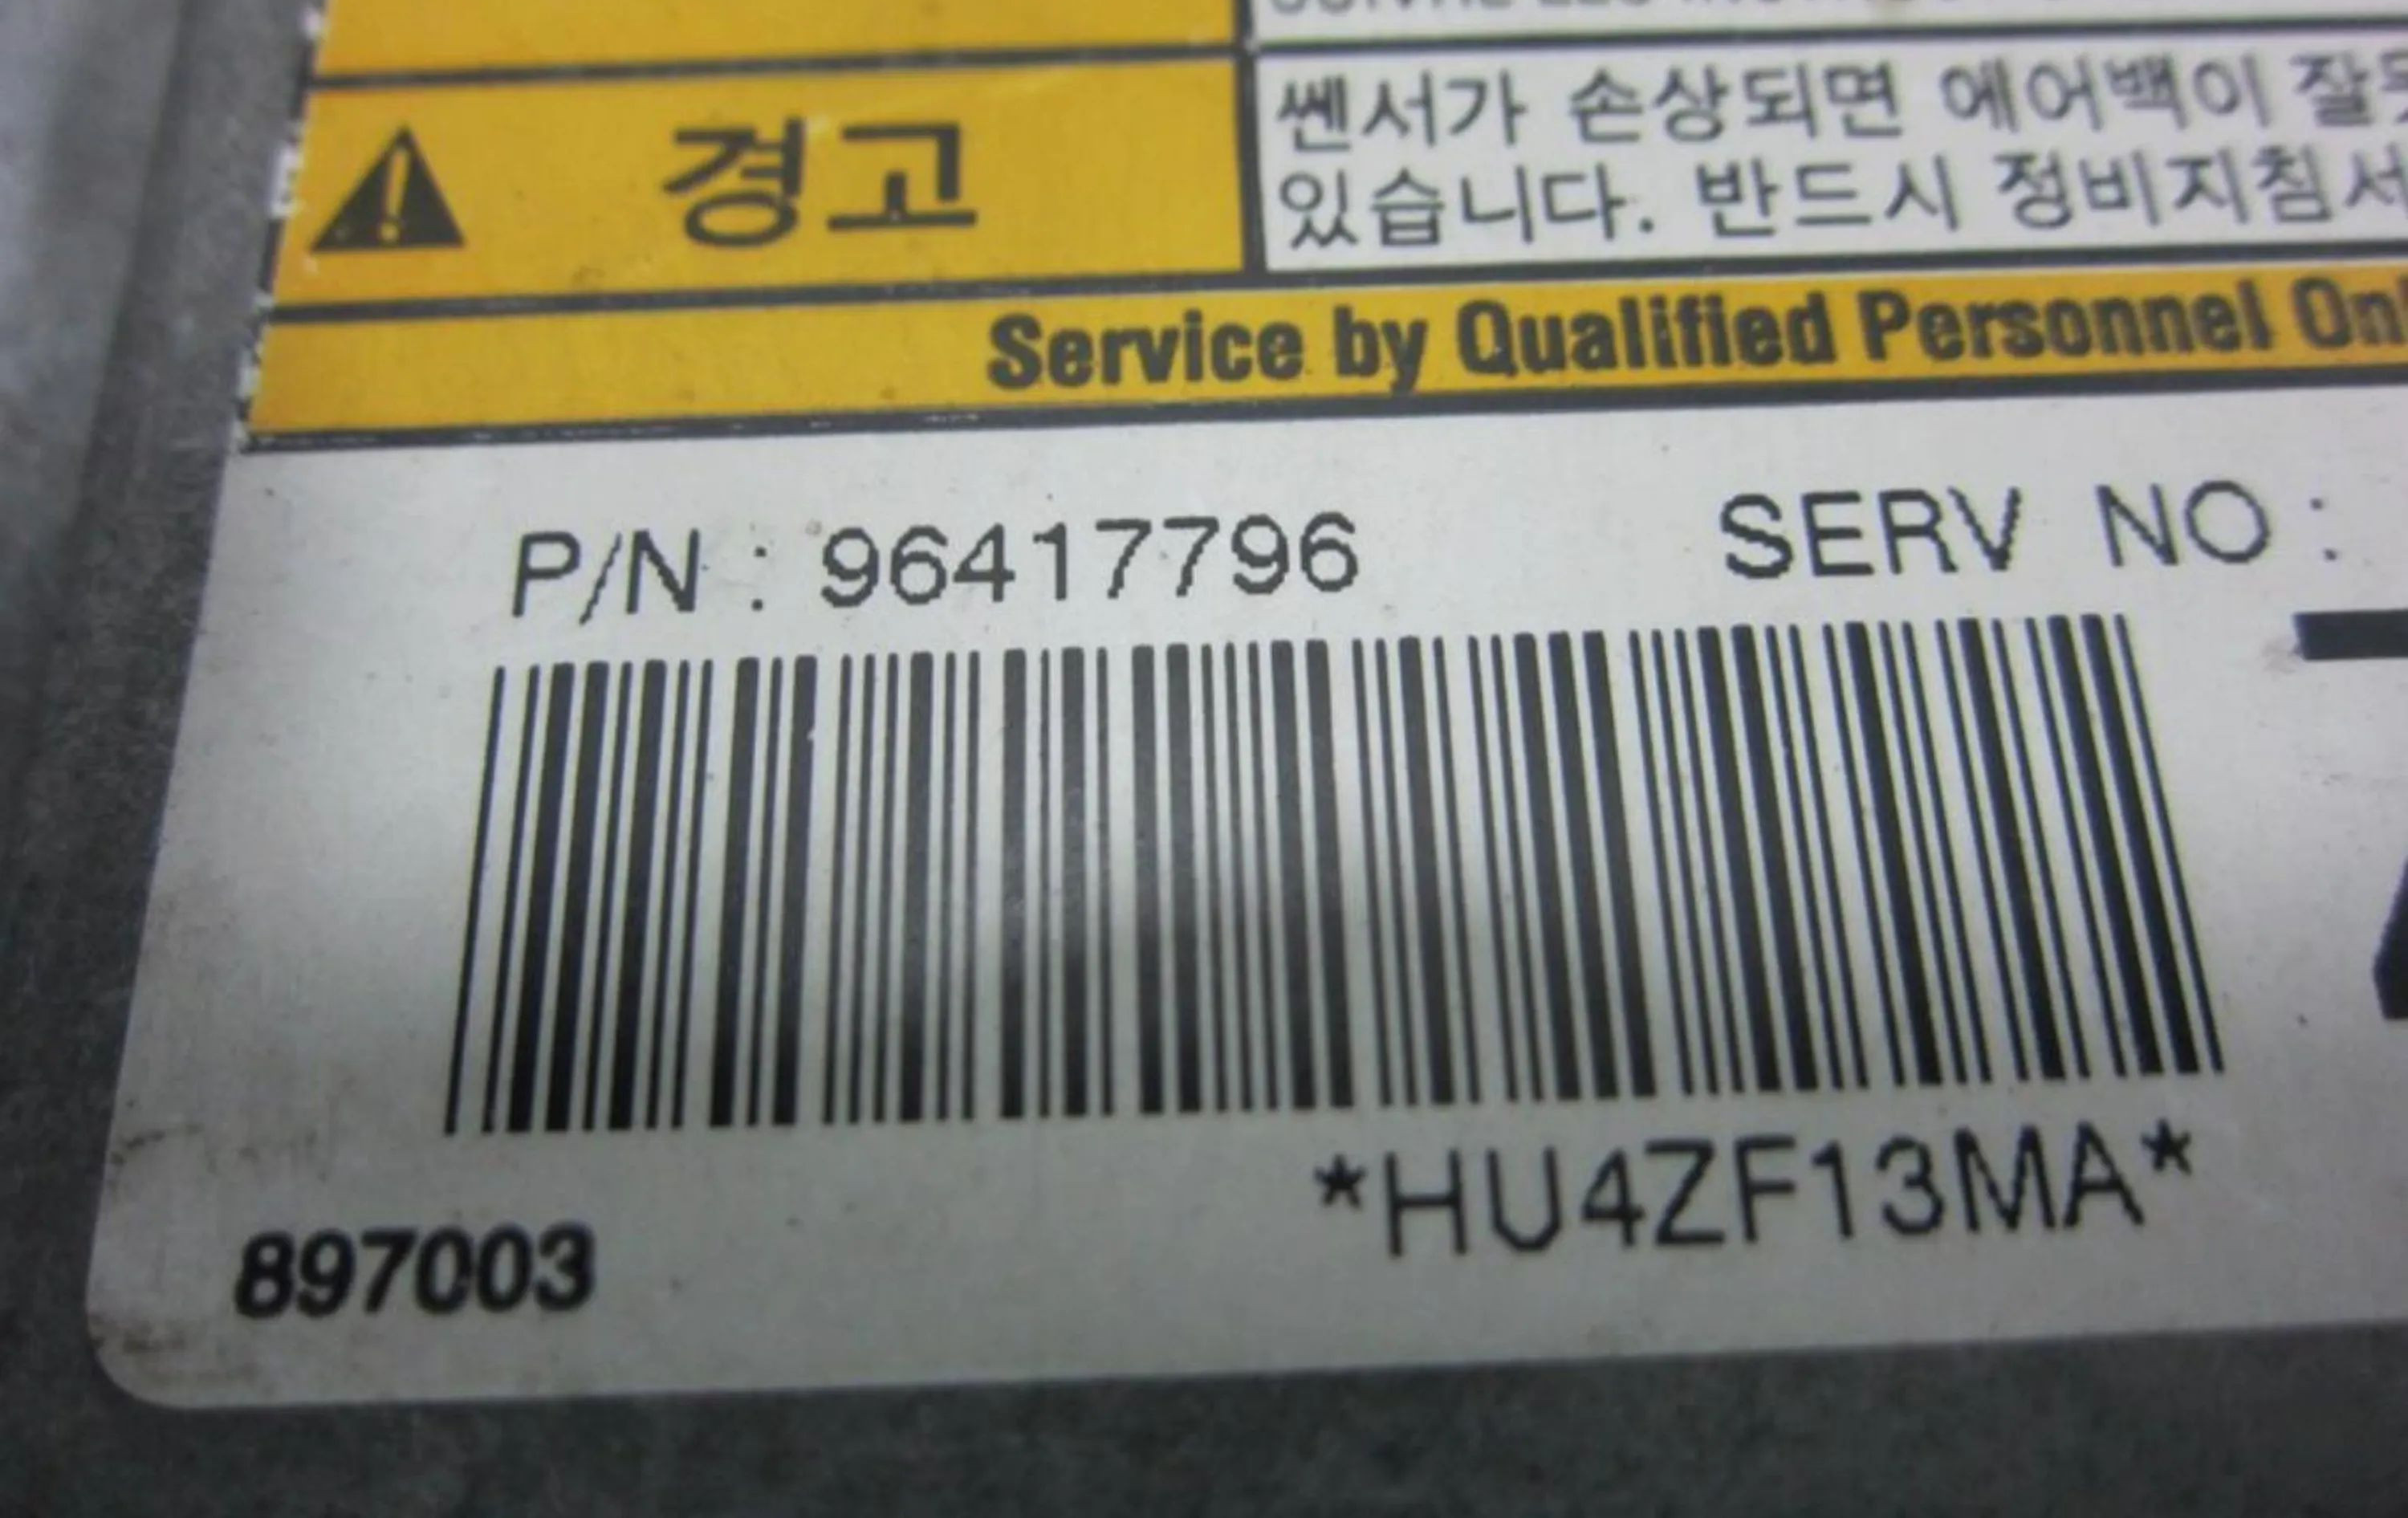 경고
쎈서가 손상되면 에어백이
있습니다. 반드시 정비지침서
Service by Qualified Personnel
P/N : 96417796 SERV NO :
*HU4ZF13MA*
897003